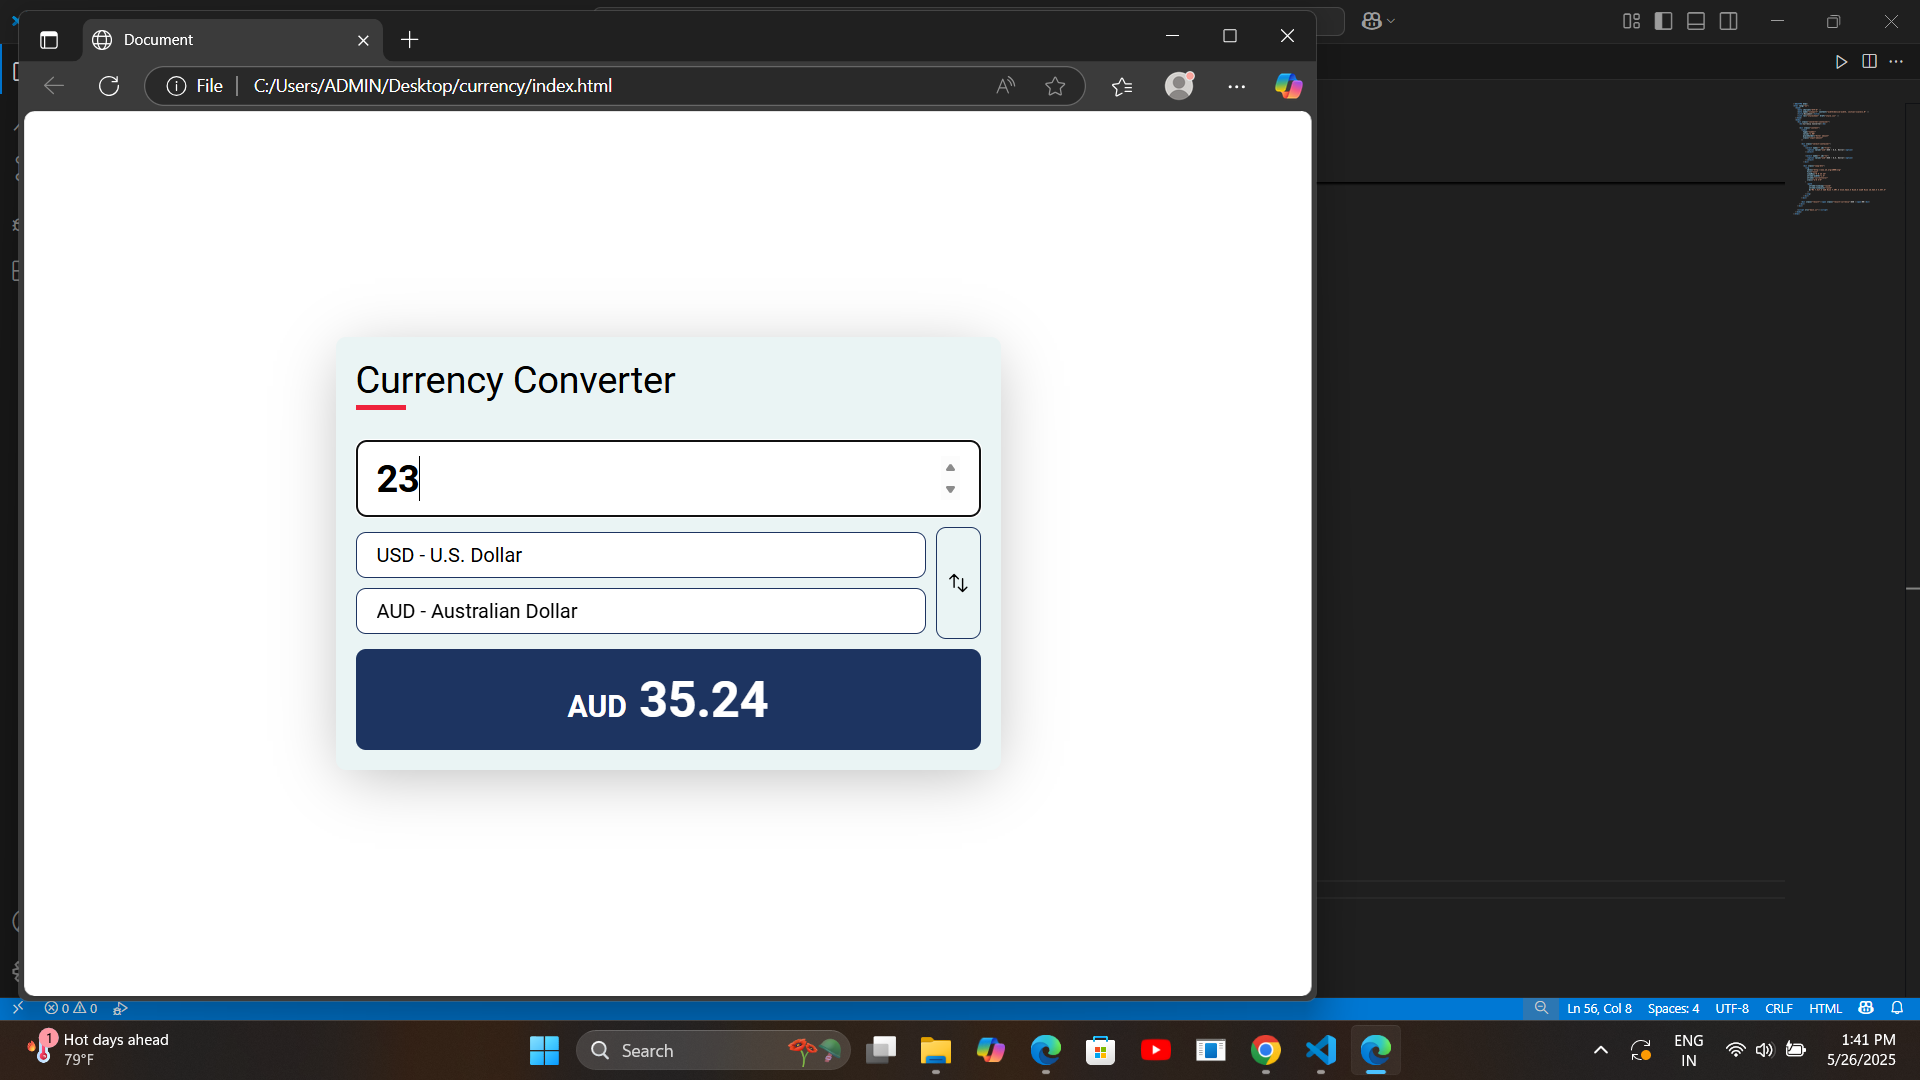 Document
File
C:/Users/ADMIN/Desktop/currency/index.html
Currency Converter
23
USD - U.S. Dollar
AUD - Australian Dollar
AUD 35.24
0 0
Ln 56, Col 8 Spaces: 4 UTF-8 CRLF HTML
1
Hot days ahead
79°F
Search
ENG
IN
1:41 PM
5/26/2025